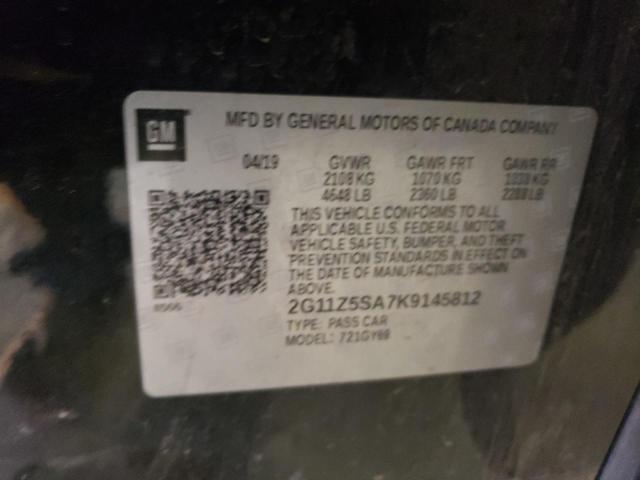 GM
MFD BY GENERAL MOTORS OF CANADA COMPANY
04/19 GVWR GAWR FRT GAWR RR
2108 KG 1070 KG 1038 KG
4648 LB 2360 LB 2288 LB
THIS VEHICLE CONFORMS TO ALL
APPLICABLE U.S. FEDERAL MOTOR
VEHICLE SAFETY, BUMPER, AND THEFT
PREVENTION STANDARDS IN EFFECT ON
THE DATE OF MANUFACTURE SHOWN
ABOVE.
2G11Z5SA7K9145812
TYPE: PASS CAR
MODEL: 721GY69